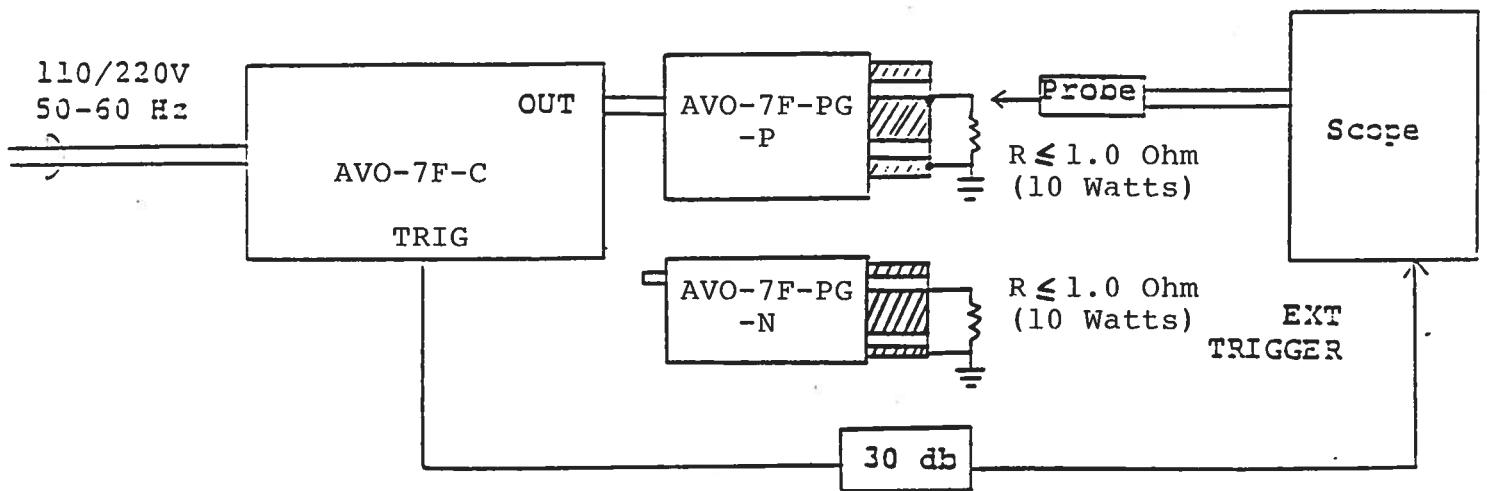 110/220V
50-60 Hz
OUT
AVO-7F-C
TRIG
AVO-7F-PG
-P
R ≤ 1.0 Ohm
(10 Watts)
Probe
Scope
AVO-7F-PG
-N
R ≤ 1.0 Ohm
(10 Watts)
EXT
TRIGGER
30 db